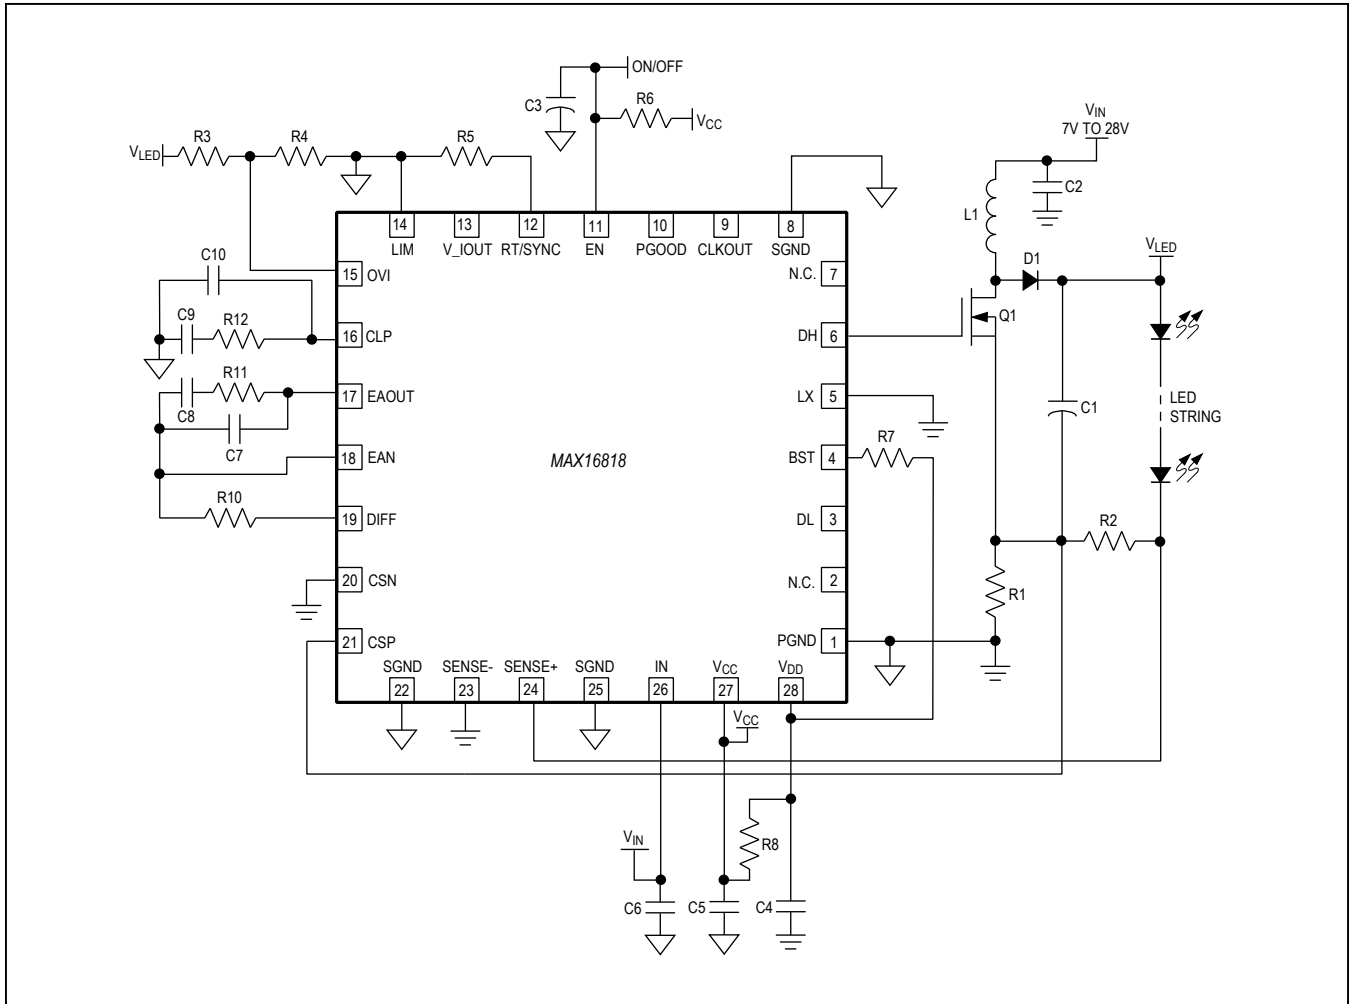 ON/OFF
C3
R6
VCC
VIN
7V TO 28V
VLED
R3
R4
R5
C2
L1
14
13
12
11
10
9
8
LIM
V_IOUT
RT/SYNC
EN
PGOOD
CLKOUT
SGND
VLED
C10
15
OVI
N.C.
7
D1
C9
R12
Q1
16
CLP
DH
6
R11
17
EAOUT
LX
5
LED
STRING
C8
C1
C7
R7
18
EAN
MAX16818
BST
4
R10
19
DIFF
DL
3
R2
20
CSN
N.C.
2
R1
21
CSP
PGND
1
SGND
SENSE-
SENSE+
SGND
IN
VCC
VDD
22
23
24
25
26
27
28
VCC
VIN
R8
C6
C5
C4